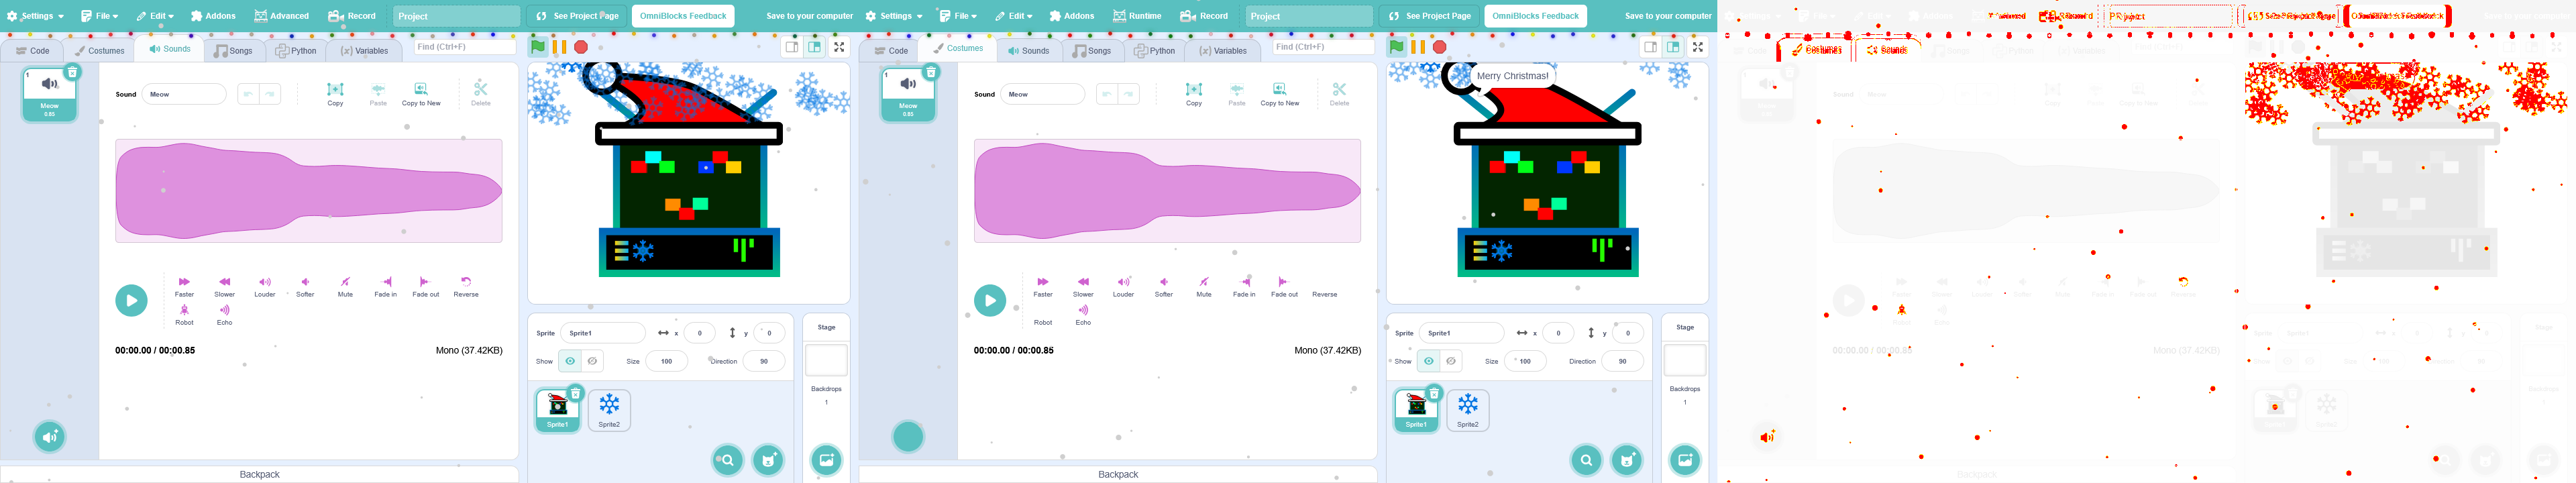 Settings File Edit Addons Advanced Record Project See Project Page OmniBlocks Feedback Save to your computer
Code Costumes Sounds Songs Python Variables Find (Ctrl+F)
1
Meow
0.85
Sound Meow Copy Paste Copy to New Delete
Faster Slower Louder Softer Mute Fade in Fade out Reverse
Robot Echo
00:00.00 / 00:00.85 Mono (37.42KB)
Backpack
Sprite Sprite1 x 0 y 0
Show Size 100 Direction 90
Sprite1 Sprite2
Stage
Backdrops
1
Settings File Edit Addons Runtime Record Project See Project Page OmniBlocks Feedback Save to your computer
Code Costumes Sounds Songs Python Variables Find (Ctrl+F)
1
Meow
0.85
Sound Meow Copy Paste Copy to New Delete
Faster Slower Louder Softer Mute Fade in Fade out Reverse
Robot Echo
00:00.00 / 00:00.85 Mono (37.42KB)
Backpack
Merry Christmas!
Sprite Sprite1 x 0 y 0
Show Size 100 Direction 90
Sprite1 Sprite2
Stage
Backdrops
1
Costumes Sounds
Backpack